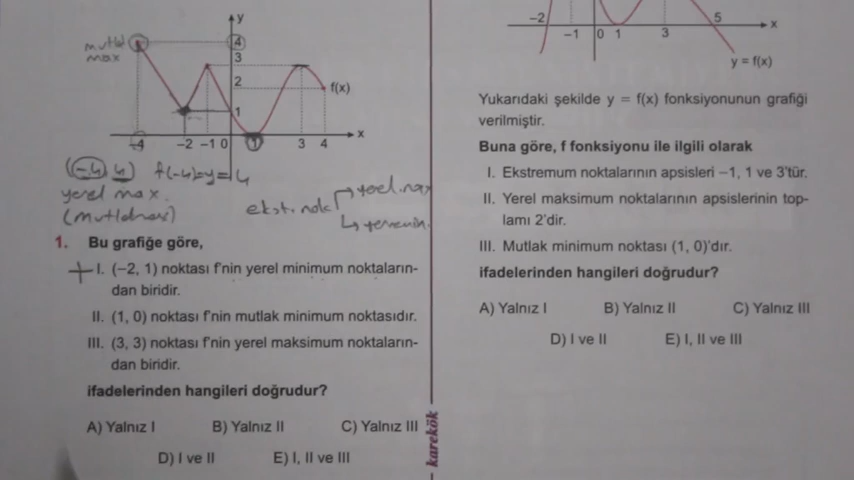 y
mutlak
max
4
3
2
f(x)
1
x
-4
-2
-1
0
1
3
4
(-4, 4) f(-4)=y=4
yerel max.
yerel max
ekst. nok
1. Bu grafiğe göre,
+ I. (-2, 1) noktası f'nin yerel minimum noktaların-
dan biridir.
II. (1, 0) noktası f'nin mutlak minimum noktasıdır.
III. (3, 3) noktası f'nin yerel maksimum noktaların-
dan biridir.
ifadelerinden hangileri doğrudur?
A) Yalnız I B) Yalnız II C) Yalnız III
D) I ve II E) I, II ve III
karekök
-2
-1
0
1
3
5
x
y = f(x)
Yukarıdaki şekilde y = f(x) fonksiyonunun grafiği
verilmiştir.
Buna göre, f fonksiyonu ile ilgili olarak
I. Ekstremum noktalarının apsisleri -1, 1 ve 3'tür.
II. Yerel maksimum noktalarının apsislerinin top-
lamı 2'dir.
III. Mutlak minimum noktası (1, 0)'dır.
ifadelerinden hangileri doğrudur?
A) Yalnız I B) Yalnız II C) Yalnız III
D) I ve II E) I, II ve III